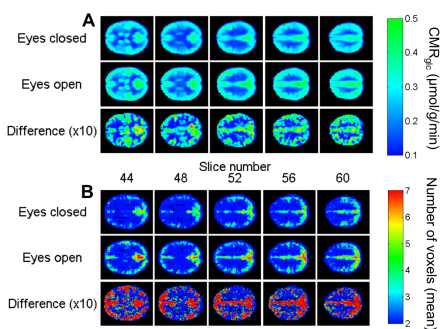 A
Eyes closed
Eyes open
Difference (x10)
0.5
0.4
0.3
0.2
0.1
CMRglc
(μmol/g/min)
Slice number
44 48 52 56 60
B
Eyes closed
Eyes open
Difference (x10)
7
6
5
4
3
2
Number of Voxels (mean)